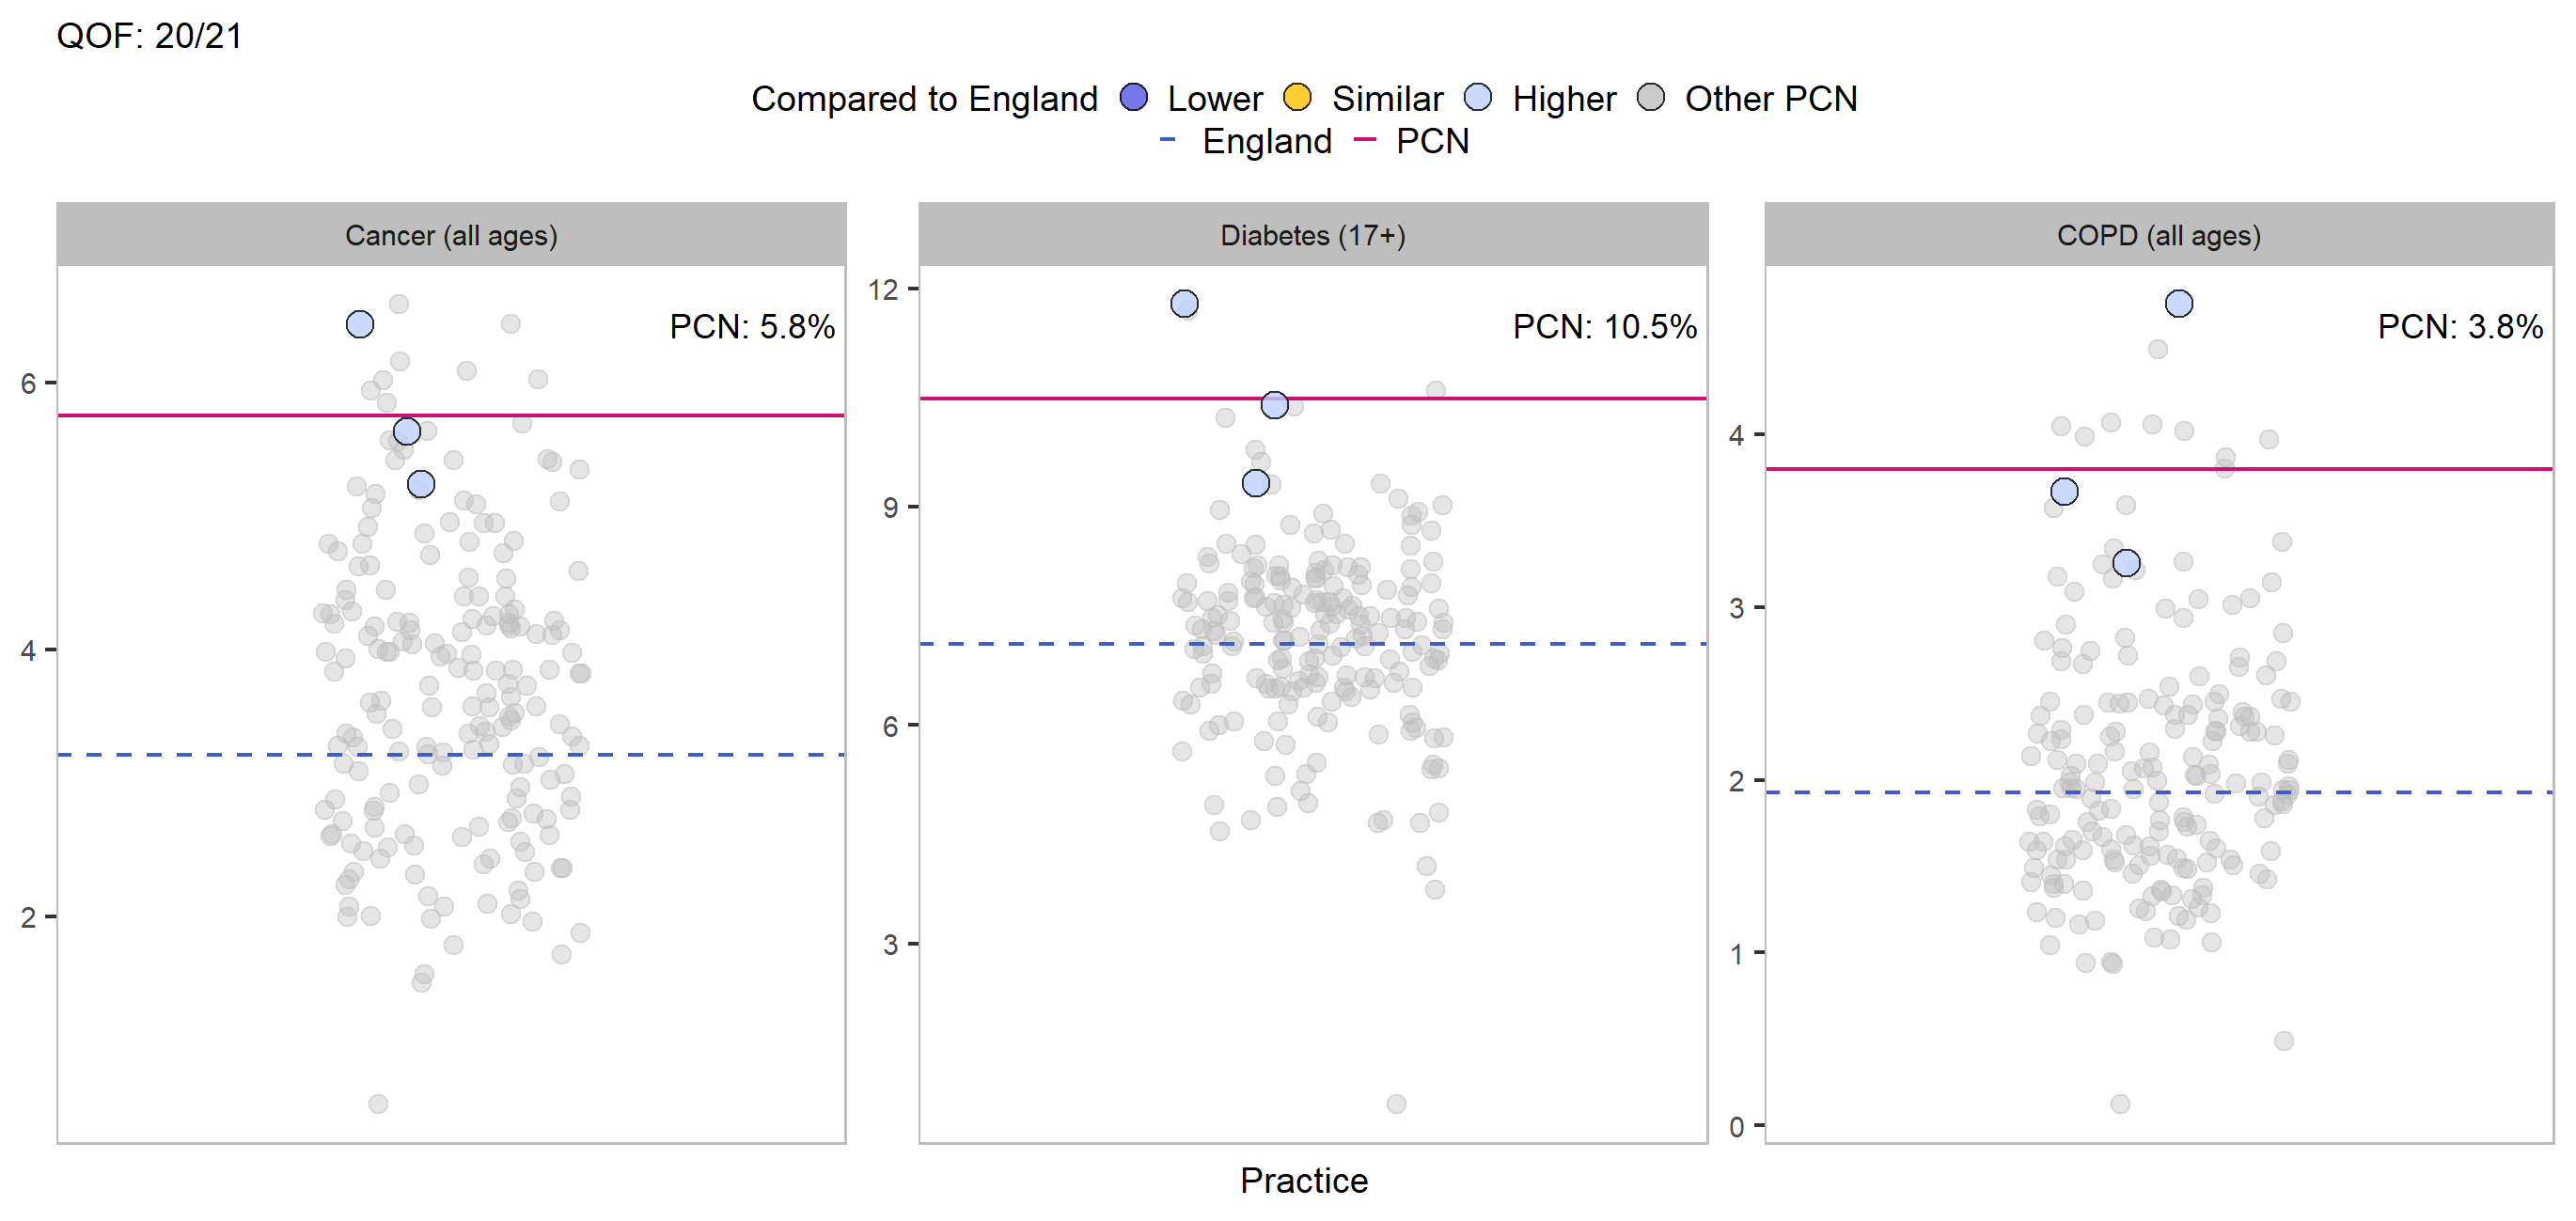 QOF: 20/21
Compared to England Lower Similar Higher Other PCN
England PCN
Cancer (all ages)
PCN: 5.8%
6
4
2
Diabetes (17+)
PCN: 10.5%
12
9
6
3
COPD (all ages)
PCN: 3.8%
4
3
2
1
0
Practice